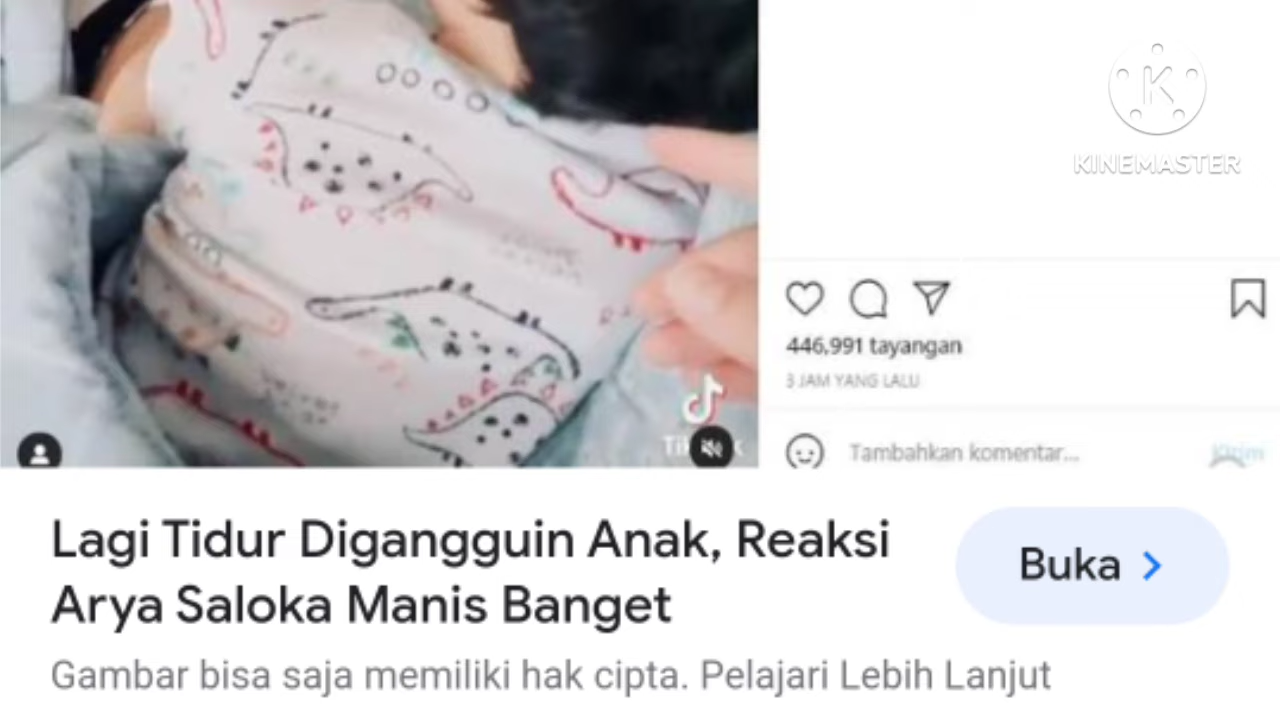 KINEMASTER
446,991 tayangan
3 JAM YANG LALU
Tambahkan komentar...
Kirim
Lagi Tidur Digangguin Anak, Reaksi
Arya Saloka Manis Banget
Buka
Gambar bisa saja memiliki hak cipta. Pelajari Lebih Lanjut